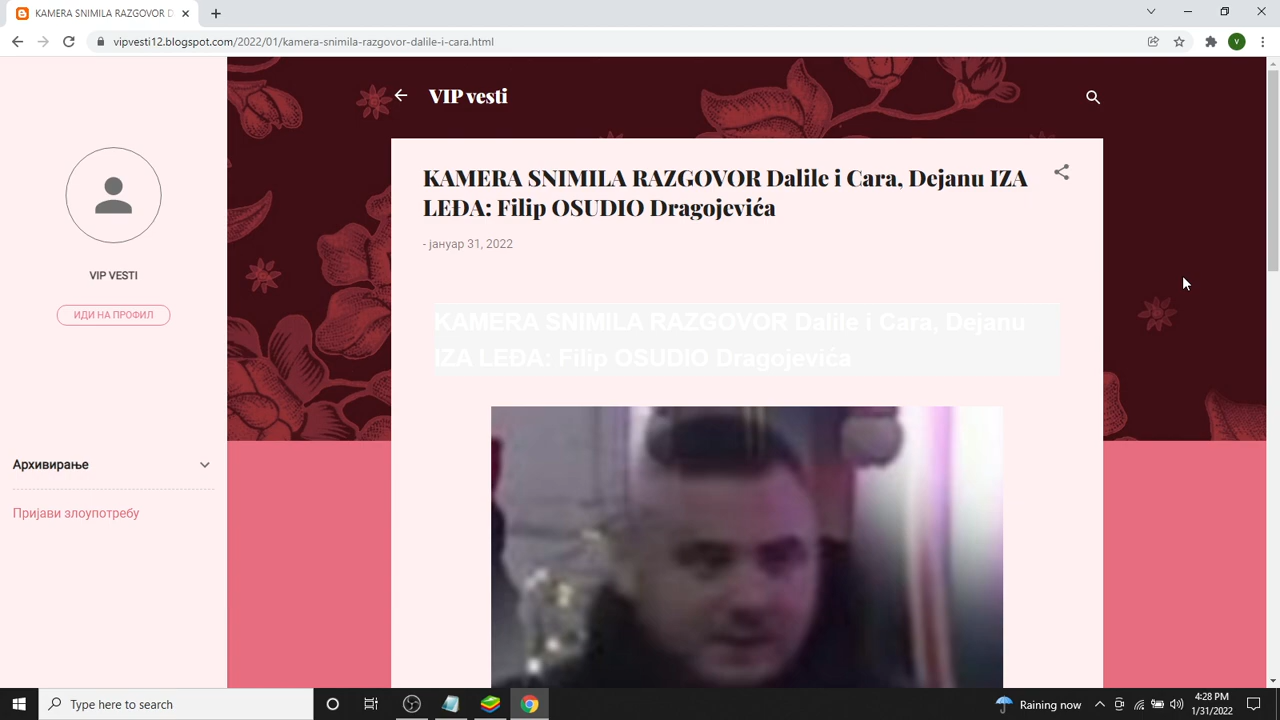 KAMERA SNIMILA RAZGOVOR D
vipvesti12.blogspot.com/2022/01/kamera-snimila-razgovor-dalile-i-cara.html
V
VIP vesti
KAMERA SNIMILA RAZGOVOR Dalile i Cara, Dejanu IZA
LEĐA: Filip OSUDIO Dragojevića
- јануар 31, 2022
VIP VESTI
ИДИ НА ПРОФИЛ
KAMERA SNIMILA RAZGOVOR Dalile i Cara, Dejanu
IZA LEĐA: Filip OSUDIO Dragojevića
Архивирање
Пријави злоупотребу
Type here to search
Raining now
4:28 PM
1/31/2022